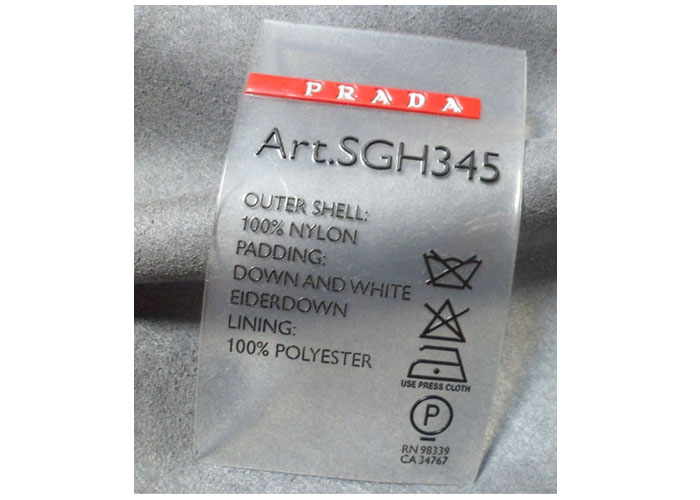 PRADA
Art.SGH345
OUTER SHELL:
100% NYLON
PADDING:
DOWN AND WHITE
EIDERDOWN
LINING:
100% POLYESTER
USE PRESS CLOTH
P
RN 98339
CA 34767